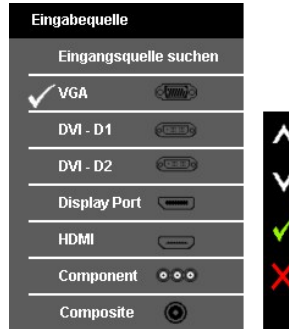 Eingabequelle
Eingangsquelle suchen
VGA
DVI - D1
DVI - D2
Display Port
HDMI
Component
Composite